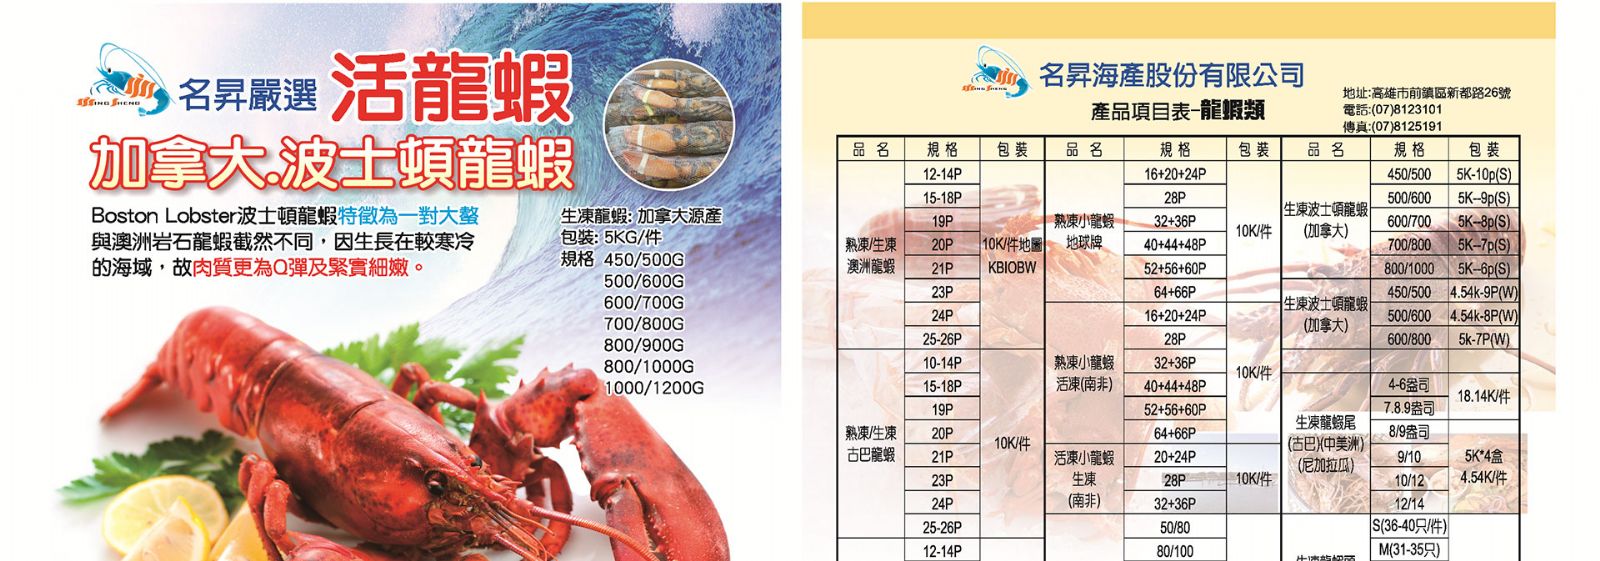 MING SHENG
名昇嚴選 活龍蝦
加拿大.波士頓龍蝦
Boston Lobster波士頓龍蝦特徵為一對大螯
與澳洲岩石龍蝦截然不同，因生長在較寒冷
的海域，故肉質更為Q彈及緊實細嫩。
生凍龍蝦: 加拿大源產
包裝: 5KG/件
規格 450/500G
500/600G
600/700G
700/800G
800/900G
800/1000G
1000/1200G
MING SHENG
名昇海產股份有限公司
產品項目表-龍蝦類
地址:高雄市前鎮區新都路26號
電話:(07)8123101
傳真:(07)8125191
品 名 規 格 包 裝
熟凍/生凍
澳洲龍蝦
12-14P
15-18P
19P
20P
21P
23P
24P
25-26P
10K/件地圖
KBIOBW
熟凍/生凍
古巴龍蝦
10-14P
15-18P
19P
20P
21P
23P
24P
25-26P
10K/件
12-14P
品 名 規 格 包 裝
熟凍小龍蝦
地球牌
16+20+24P
28P
32+36P
40+44+48P
52+56+60P
64+66P
10K/件
熟凍小龍蝦
活凍(南非)
16+20+24P
28P
32+36P
40+44+48P
52+56+60P
64+66P
10K/件
活凍小龍蝦
生凍
(南非)
20+24P
28P
32+36P
10K/件
50/80
80/100
品 名 規 格 包 裝
生凍波士頓龍蝦
(加拿大)
450/500 5K-10p(S)
500/600 5K--9p(S)
600/700 5K--8p(S)
700/800 5K--7p(S)
800/1000 5K--6p(S)
生凍波士頓龍蝦
(加拿大)
450/500 4.54k-9P(W)
500/600 4.54k-8P(W)
600/800 5k-7P(W)
生凍龍蝦尾
(古巴)(中美洲)
(尼加拉瓜)
4-6盎司
7.8.9盎司
18.14K/件
8/9盎司
9/10
10/12
12/14
5K*4盒
4.54K/件
S(36-40只/件)
M(31-35只)